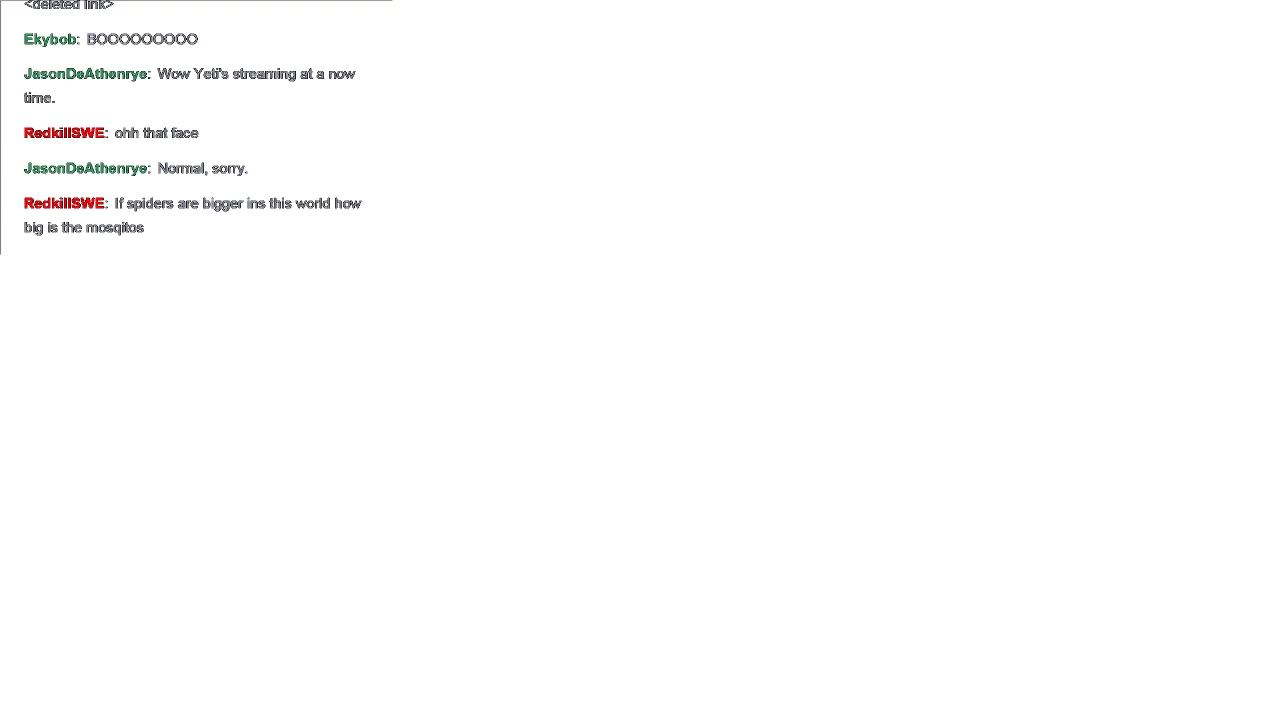 <deleted link>
Ekybob: BOOOOOOOOO
JasonDeAthenrye: Wow Yeti's streaming at a now
time.
RedkillSWE: ohh that face
JasonDeAthenrye: Normal, sorry.
RedkillSWE: If spiders are bigger ins this world how
big is the mosqitos